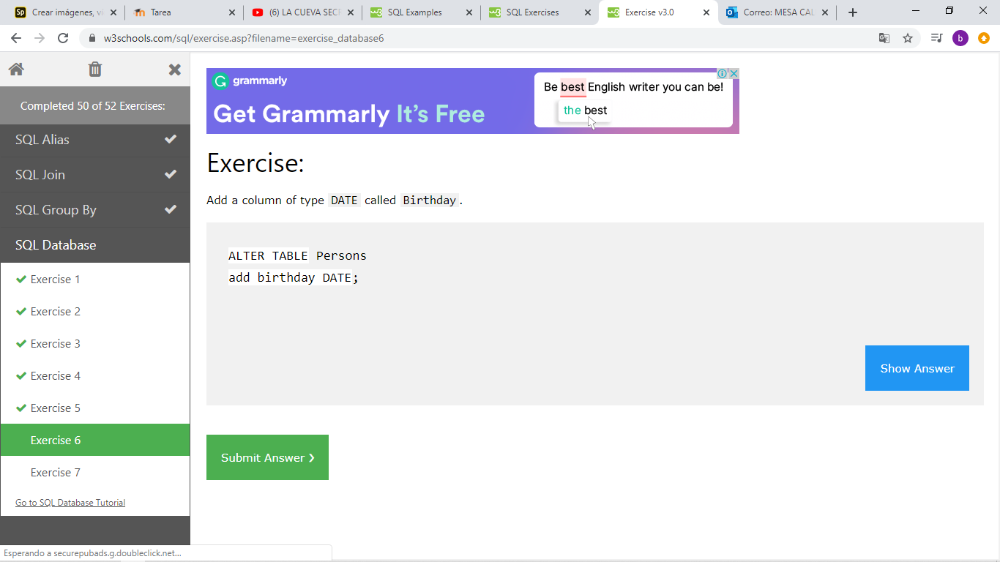 Sp Crear imágenes, ví
Tarea
(6) LA CUEVA SECR
SQL Examples
SQL Exercises
Exercise v3.0
Correo: MESA CAL
w3schools.com/sql/exercise.asp?filename=exercise_database6
b
Completed 50 of 52 Exercises:
SQL Alias
SQL Join
SQL Group By
SQL Database
Exercise 1
Exercise 2
Exercise 3
Exercise 4
Exercise 5
Exercise 6
Exercise 7
Go to SQL Database Tutorial
grammarly
Get Grammarly It's Free
Be best English writer you can be!
the best
Exercise:
Add a column of type DATE called Birthday.
ALTER TABLE Persons
add birthday DATE;
Show Answer
Submit Answer ❯
Esperando a securepubads.g.doubleclick.net...